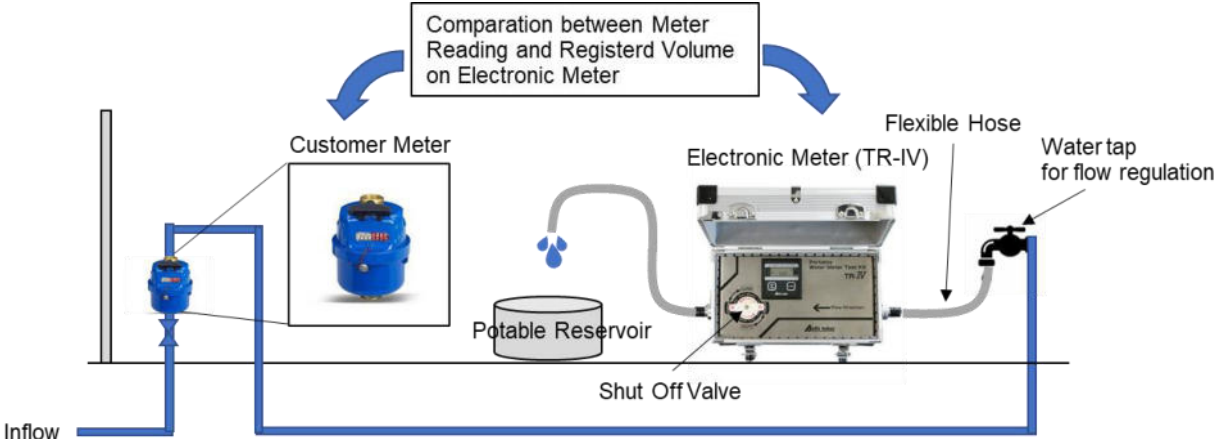 Comparation between Meter
Reading and Registerd Volume
on Electronic Meter
Customer Meter
Flexible Hose
Electronic Meter (TR-IV)
Water tap
for flow regulation
TR-IV
Potable Reservoir
Shut Off Valve
Inflow